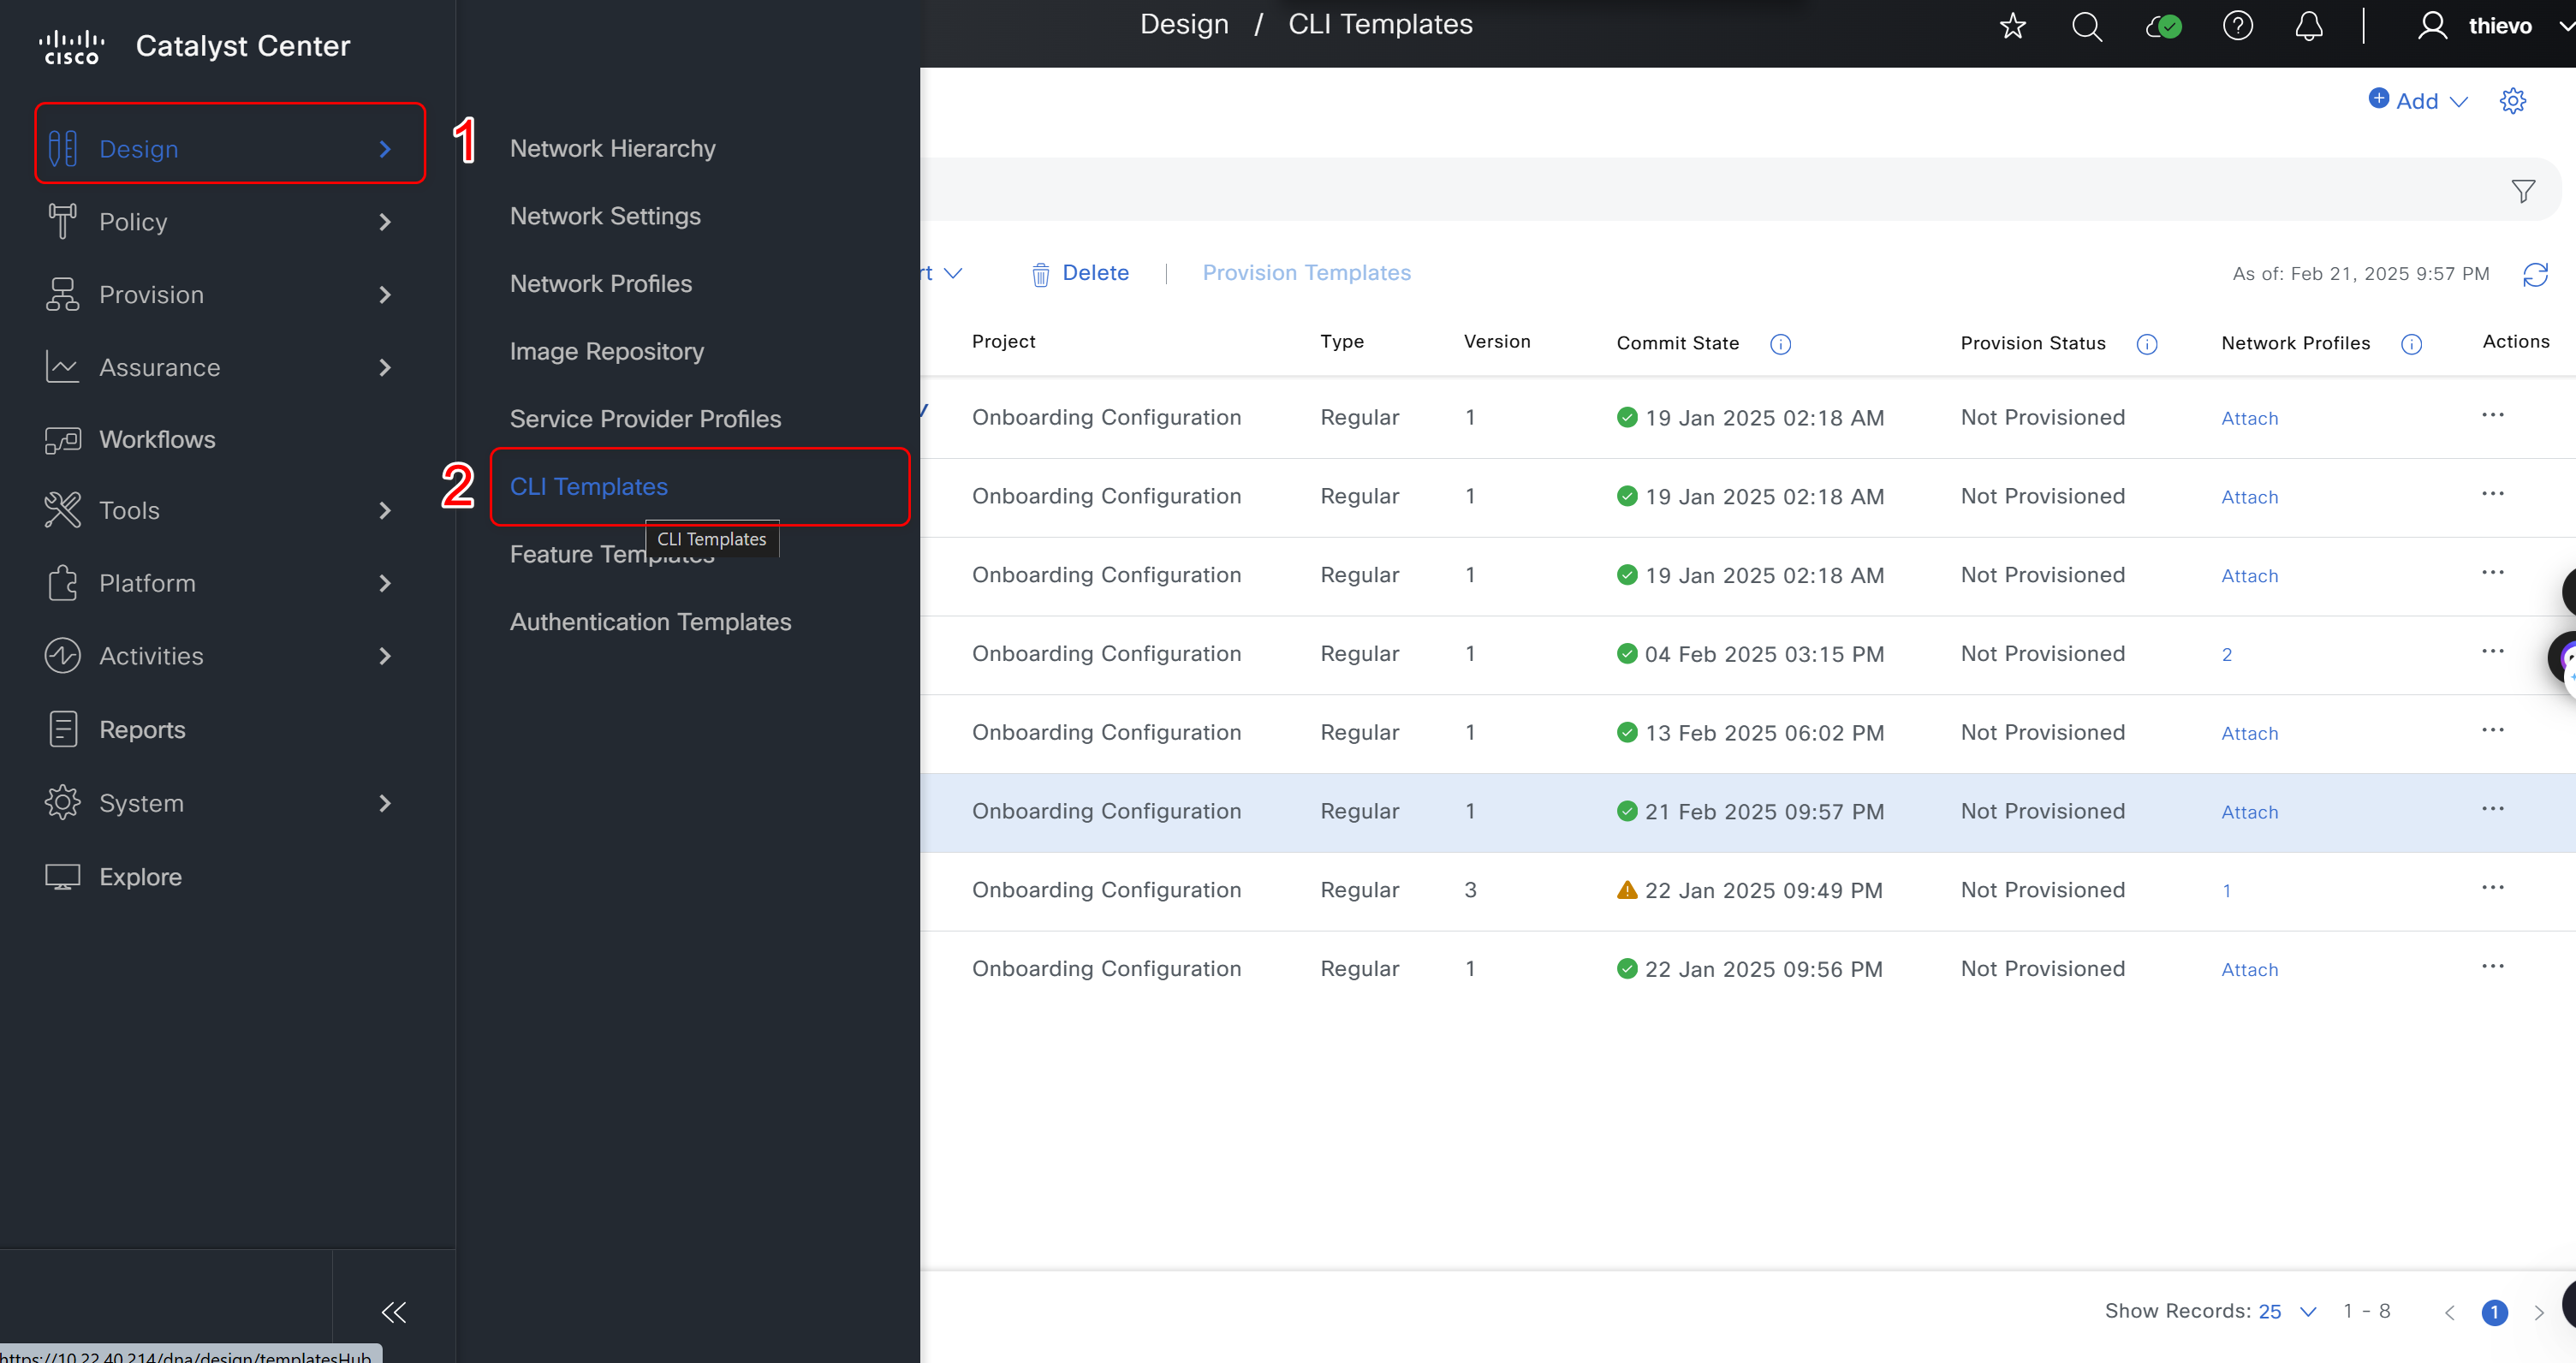 cisco Catalyst Center
Design / CLI Templates
thievo
Design
1
Policy
Provision
Assurance
Workflows
Tools
Platform
Activities
Reports
System
Explore
Network Hierarchy
Network Settings
Network Profiles
Image Repository
Service Provider Profiles
2
CLI Templates
CLI Templates
Feature Templates
Authentication Templates
Add
rt Delete | Provision Templates As of: Feb 21, 2025 9:57 PM
Project Type Version Commit State Provision Status Network Profiles Actions
Onboarding Configuration Regular 1 19 Jan 2025 02:18 AM Not Provisioned Attach ...
Onboarding Configuration Regular 1 19 Jan 2025 02:18 AM Not Provisioned Attach ...
Onboarding Configuration Regular 1 19 Jan 2025 02:18 AM Not Provisioned Attach ...
Onboarding Configuration Regular 1 04 Feb 2025 03:15 PM Not Provisioned 2 ...
Onboarding Configuration Regular 1 13 Feb 2025 06:02 PM Not Provisioned Attach ...
Onboarding Configuration Regular 1 21 Feb 2025 09:57 PM Not Provisioned Attach ...
Onboarding Configuration Regular 3 22 Jan 2025 09:49 PM Not Provisioned 1 ...
Onboarding Configuration Regular 1 22 Jan 2025 09:56 PM Not Provisioned Attach ...
Show Records: 25 1 - 8 1
https://10.22.40.214/dna/design/templatesHub